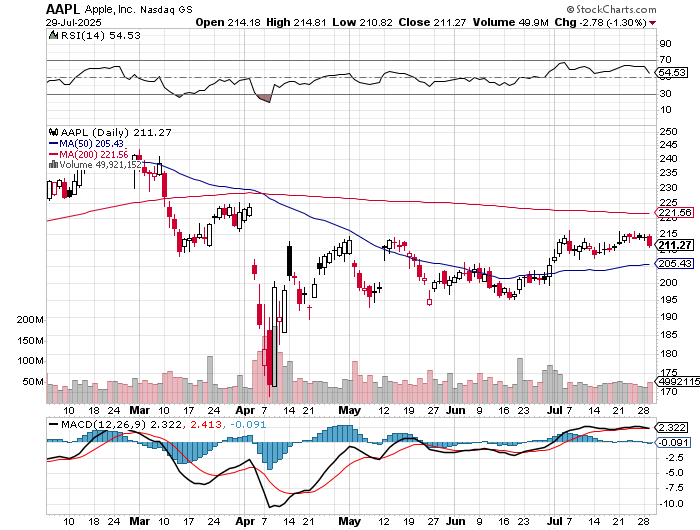 AAPL Apple, Inc. Nasdaq GS
© StockCharts.com
29-Jul-2025
Open 214.18 High 214.81 Low 210.82 Close 211.27 Volume 49.9M Chg -2.78 (-1.30%)
RSI(14) 54.53
90
70
54.53
50
30
10
AAPL (Daily) 211.27
MA(50) 205.43
MA(200) 221.56
Volume 49,921,152
250
245
240
235
230
225
221.56
215
211.27
205.43
200
195
190
185
180
175
170
200M
150M
100M
50M
4992115
10 18 24 Mar 10 17 24 Apr 7 14 21 May 12 19 27 Jun 9 16 23 Jul 7 14 21 28
MACD(12,26,9) 2.322, 2.413, -0.091
2.322
-0.091
-2.5
-5.0
-7.5
-10.0
10 18 24 Mar 10 17 24 Apr 7 14 21 May 12 19 27 Jun 9 16 23 Jul 7 14 21 28